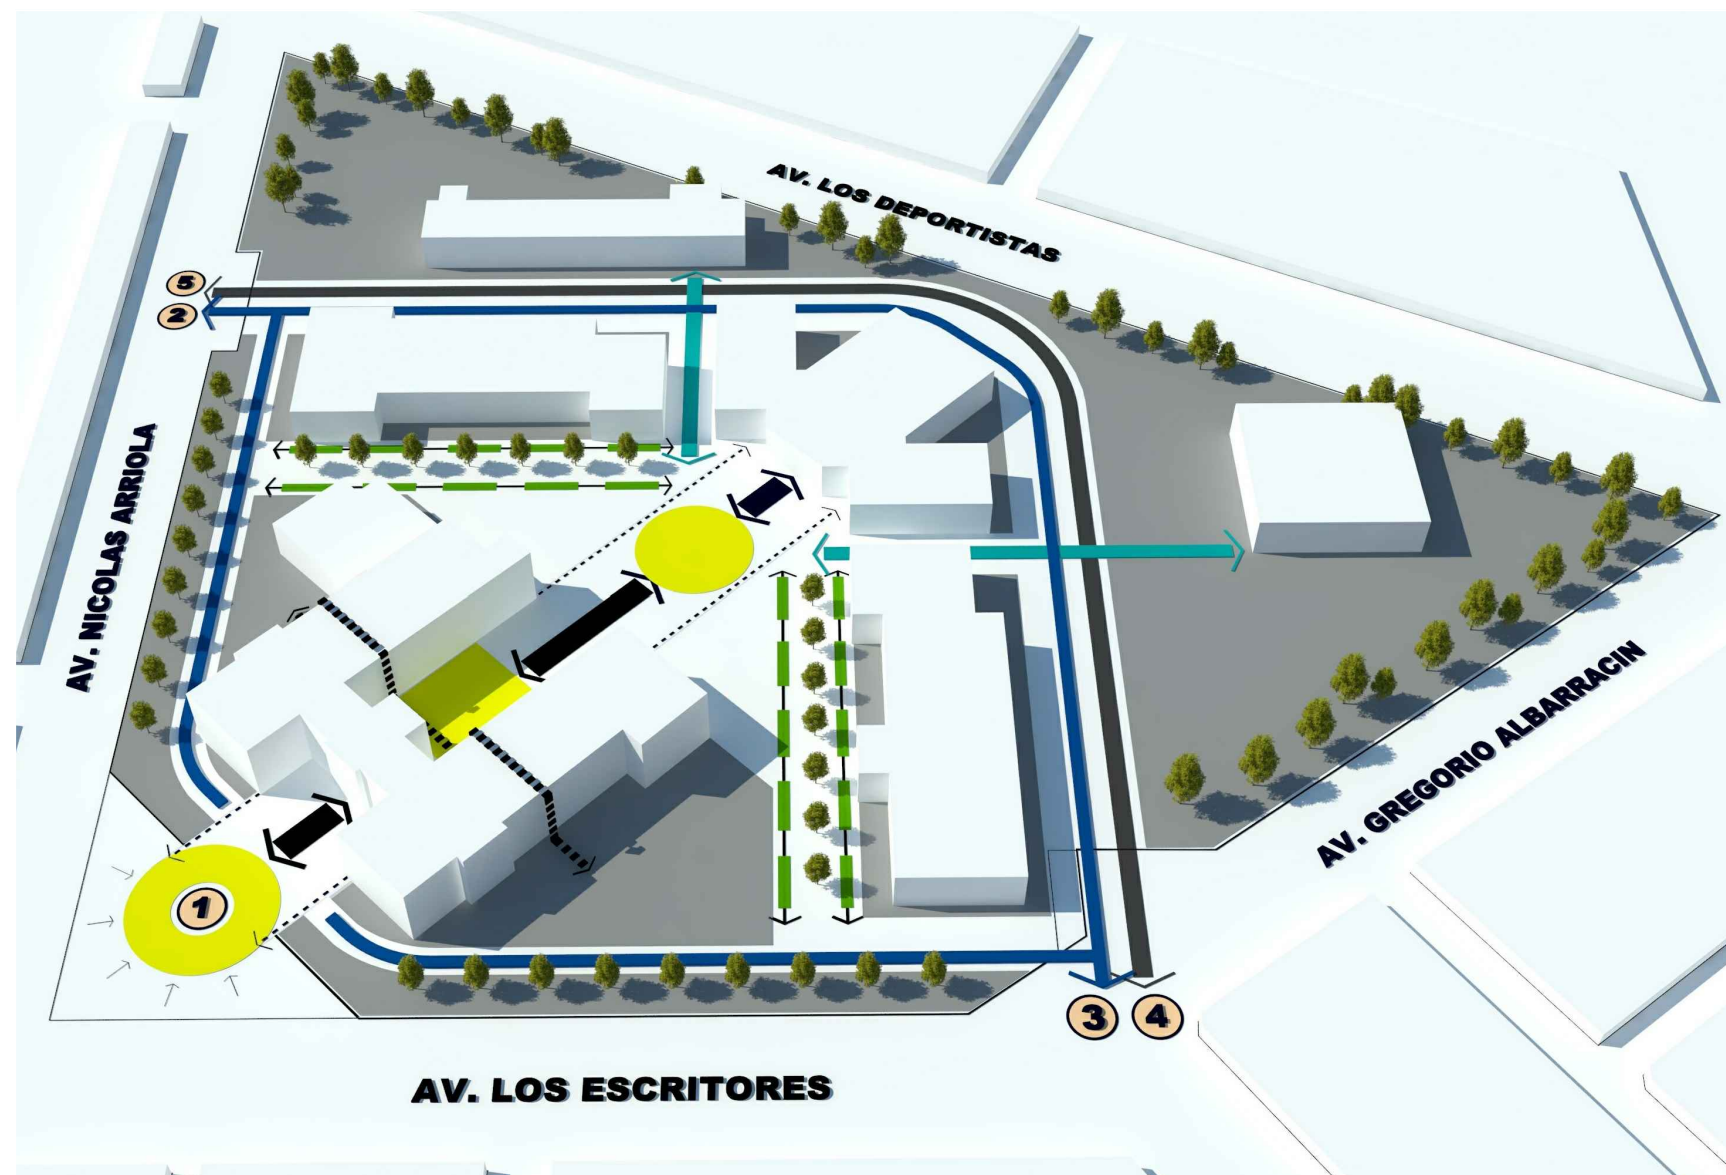 AV. LOS DEPORTISTAS
5
2
AV. NICOLAS ARRIOLA
AV. GREGORIO ALBARRACIN
1
3
4
AV. LOS ESCRITORES